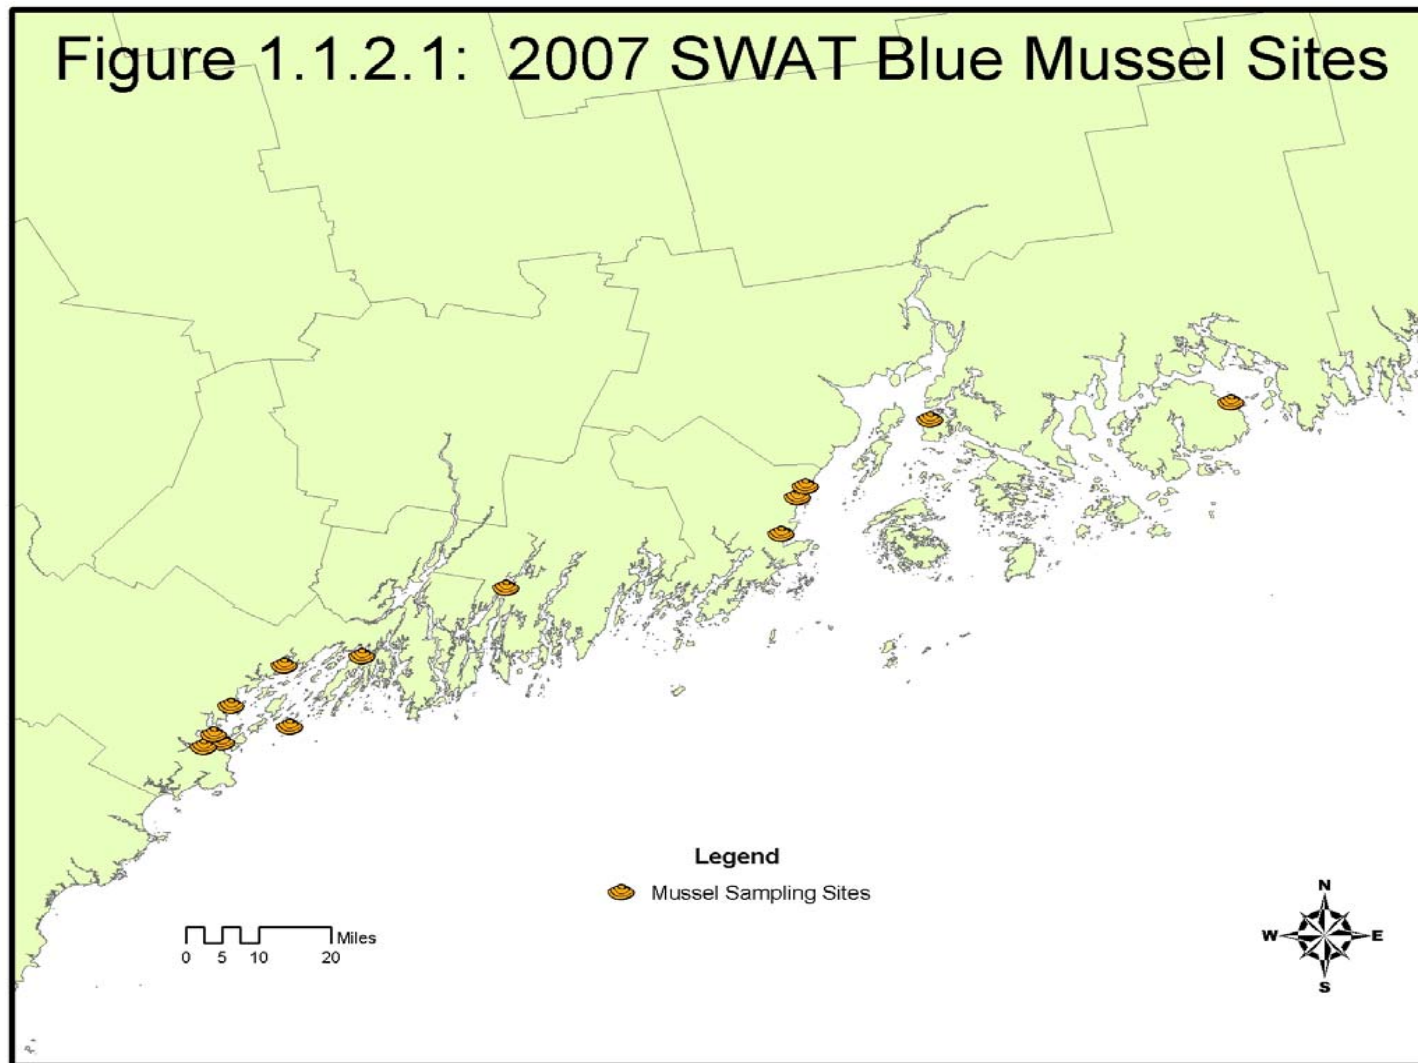 Figure 1.1.2.1: 2007 SWAT Blue Mussel Sites
Legend
Mussel Sampling Sites
Miles
0 5 10 20
N
W E
S